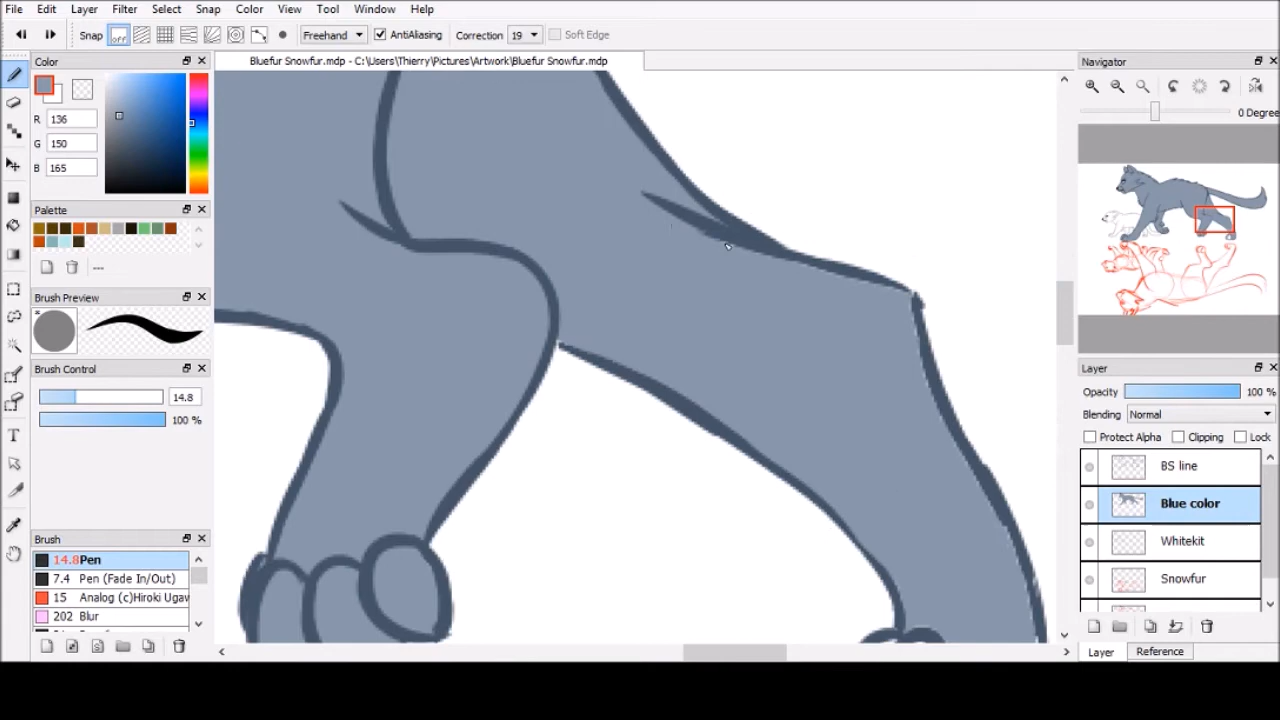 File Edit Layer Filter Select Snap Color View Tool Window Help
Snap off Freehand AntiAliasing Correction 19 Soft Edge
Color
Bluefur Snowfur.mdp - C:\Users\Thierry\Pictures\Artwork\Bluefur Snowfur.mdp
Navigator
R 136
G 150
B 165
0 Degree
Palette
---
Brush Preview
Brush Control
14.8
100 %
Brush
14.8 Pen
7.4 Pen (Fade In/Out)
15 Analog (c)Hiroki Ugaw
202 Blur
Layer
Opacity 100 %
Blending Normal
Protect Alpha Clipping Lock
BS line
Blue color
Whitekit
Snowfur
Layer Reference